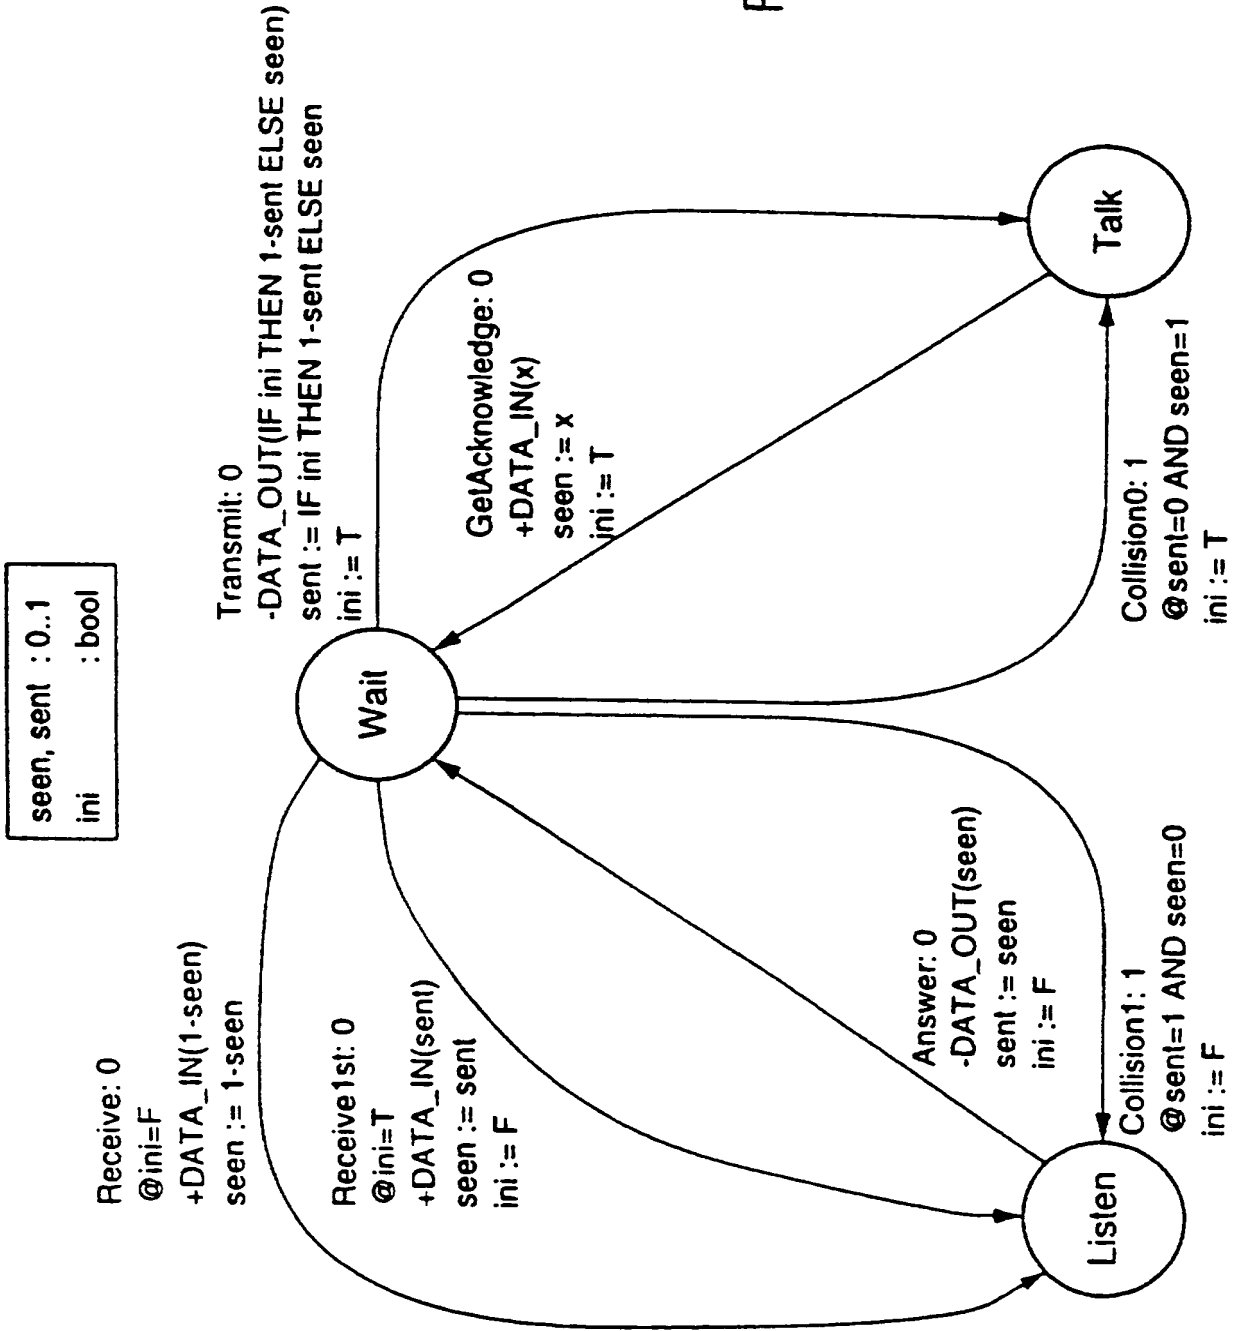 seen, sent : 0..1
ini : bool
Transmit: 0
-DATA_OUT(IF ini THEN 1-sent ELSE seen)
sent := IF ini THEN 1-sent ELSE seen
ini := T
Receive: 0
@ini=F
+DATA_IN(1-seen)
seen := 1-seen
Wait
GetAcknowledge: 0
+DATA_IN(x)
seen := x
ini := T
Receive1st: 0
@ini=T
+DATA_IN(sent)
seen := sent
ini := F
Answer: 0
-DATA_OUT(seen)
sent := seen
ini := F
Listen
Talk
Collision1: 1
@sent=1 AND seen=0
ini := F
Collision0: 1
@sent=0 AND seen=1
ini := T